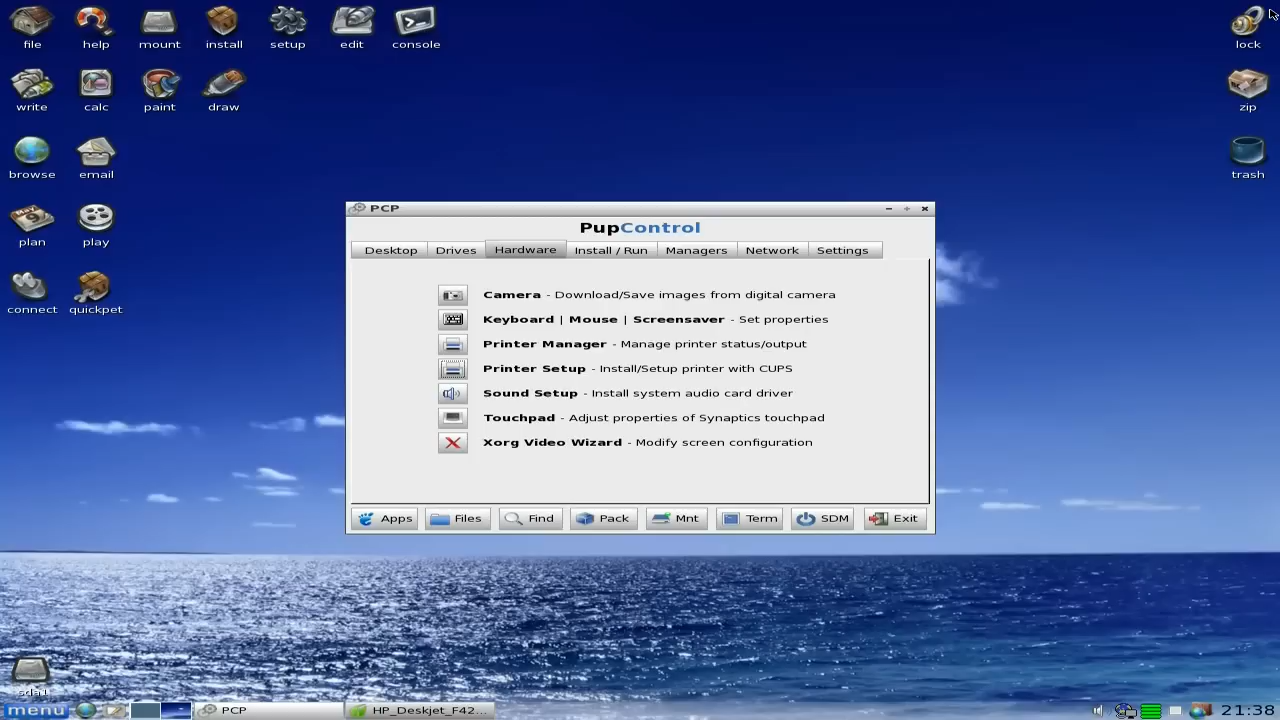 file help mount install setup edit console lock
write calc paint draw zip
browse email trash
plan play
connect quickpet
PCP
PupControl
Desktop Drives Hardware Install / Run Managers Network Settings
Camera - Download/Save images from digital camera
Keyboard | Mouse | Screensaver - Set properties
Printer Manager - Manage printer status/output
Printer Setup - Install/Setup printer with CUPS
Sound Setup - Install system audio card driver
Touchpad - Adjust properties of Synaptics touchpad
Xorg Video Wizard - Modify screen configuration
Apps Files Find Pack Mnt Term SDM Exit
sda1
menu PCP HP_Deskjet_F42... 21:38